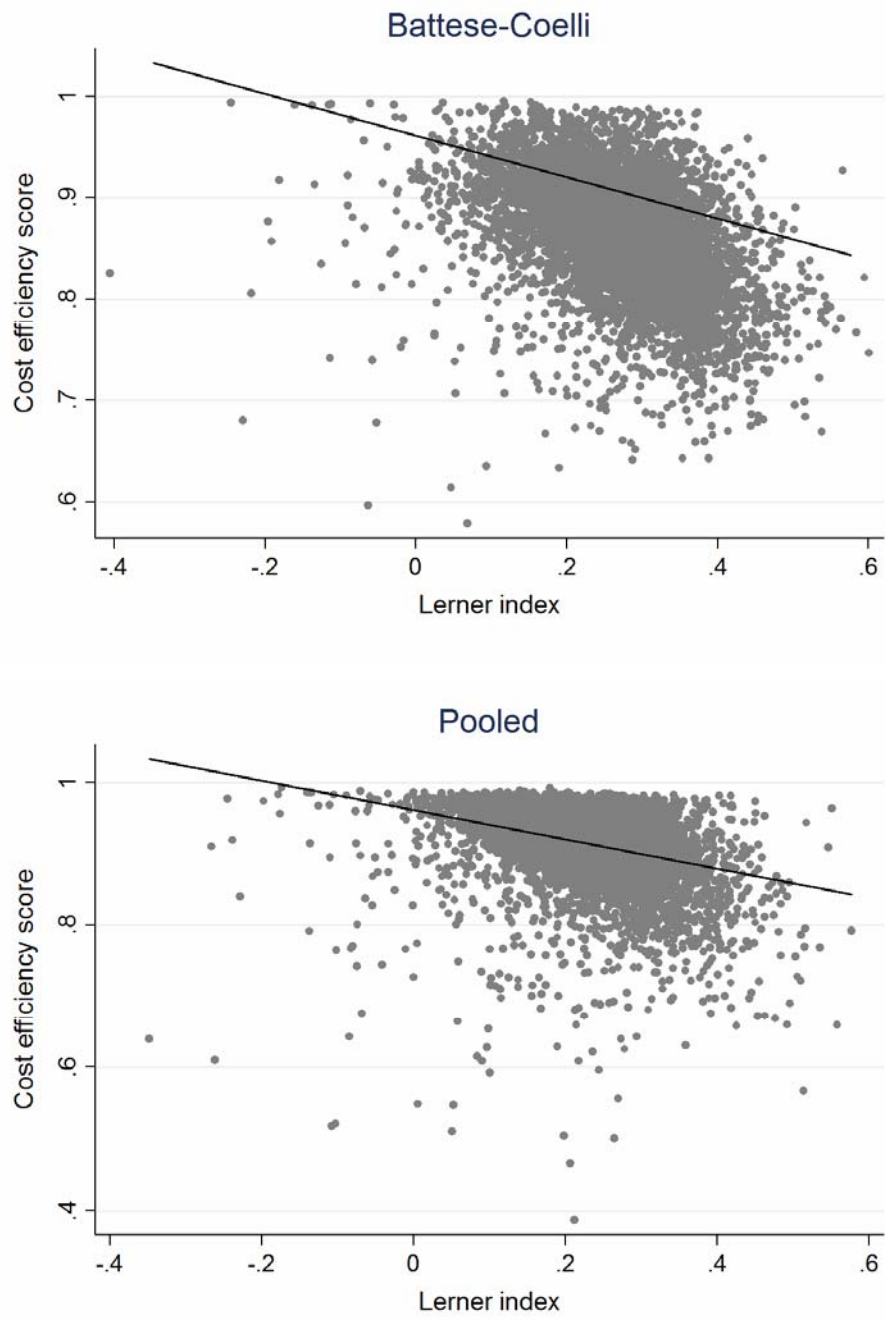 Battese-Coelli
Cost efficiency score
1
.9
.8
.7
.6
-.4 -.2 0 .2 .4 .6
Lerner index
Pooled
Cost efficiency score
1
.8
.6
.4
-.4 -.2 0 .2 .4 .6
Lerner index